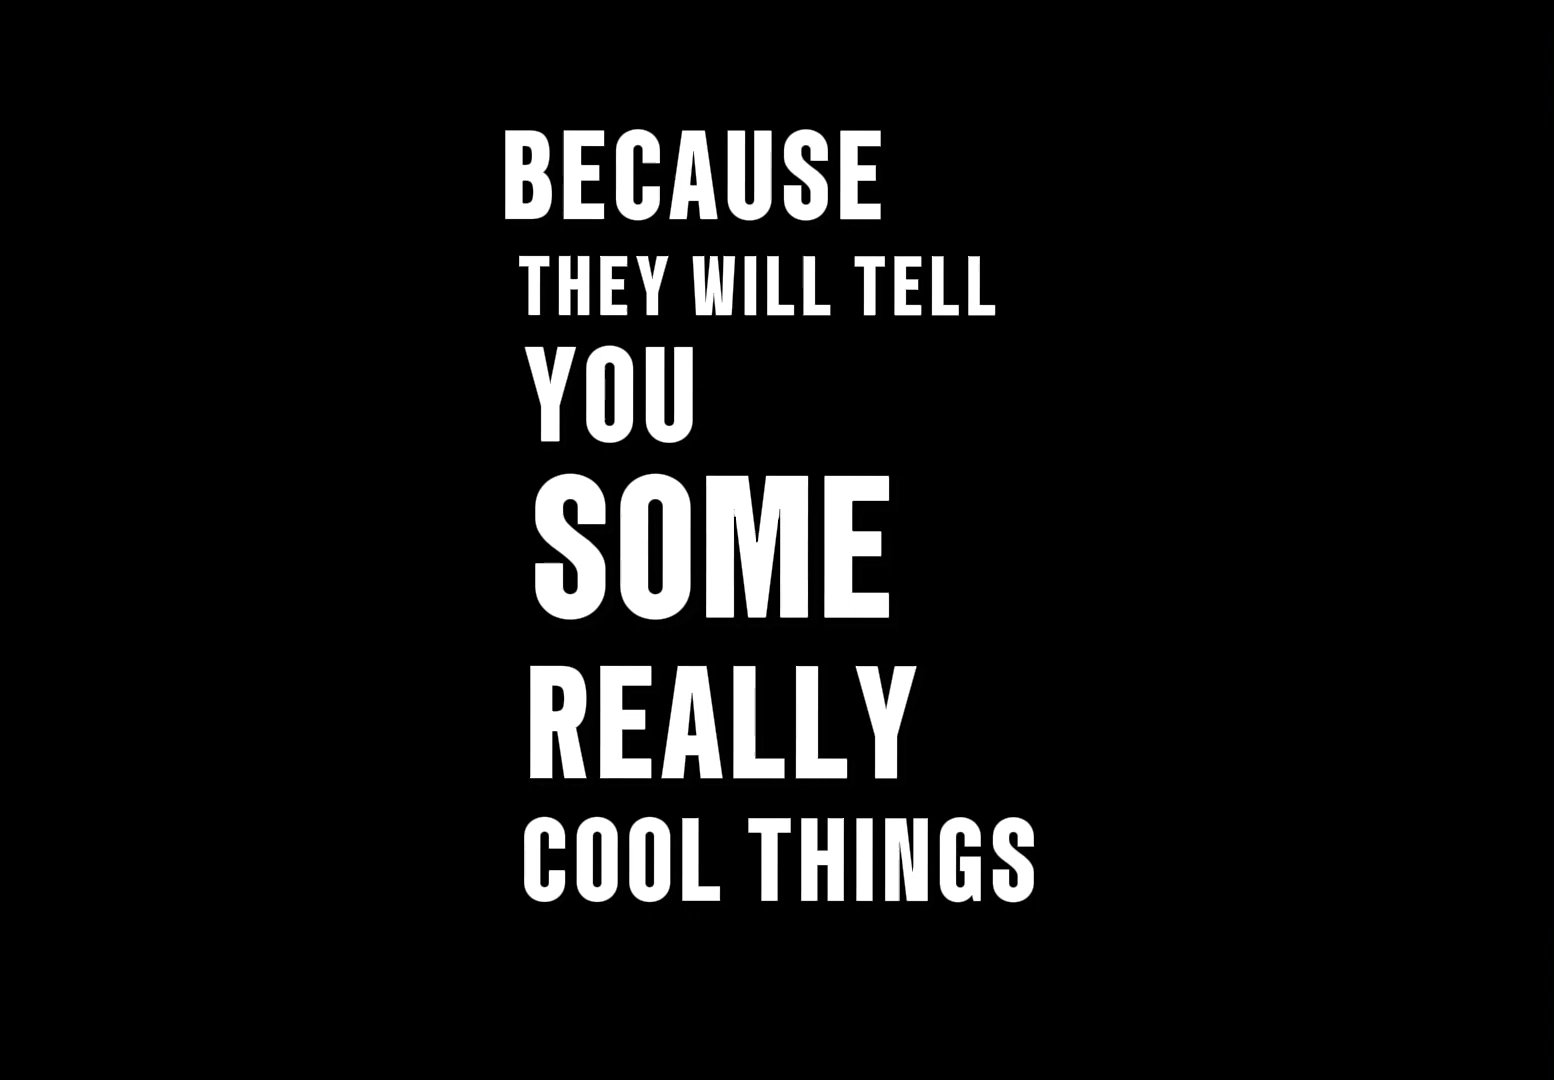 BECAUSE
THEY WILL TELL
YOU
SOME
REALLY
COOL THINGS